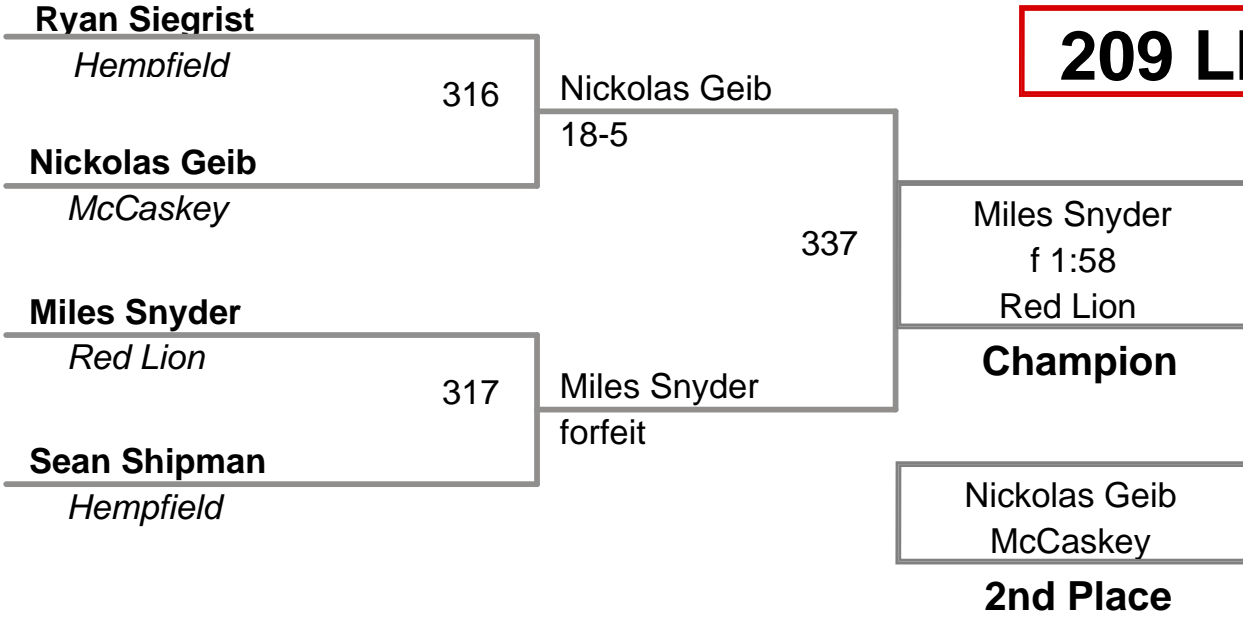 Ryan Siegrist
Hempfield
209
316
Nickolas Geib
18-5
Nickolas Geib
McCaskey
337
Miles Snyder
f 1:58
Red Lion
Champion
Miles Snyder
Red Lion
317
Miles Snyder
forfeit
Sean Shipman
Hempfield
Nickolas Geib
McCaskey
2nd Place